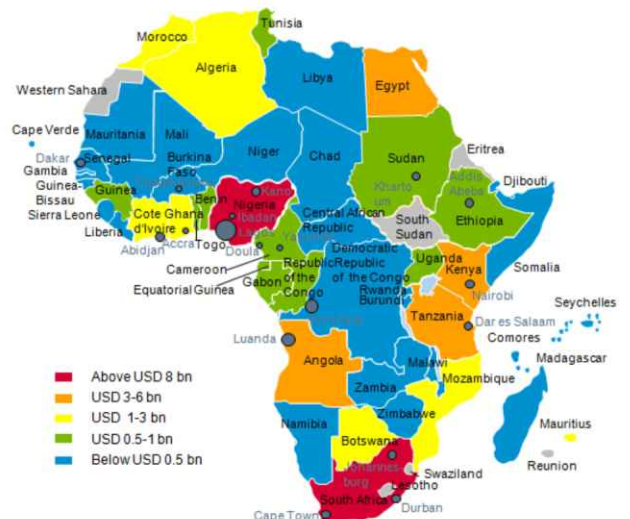 Tunisia
Morocco
Algeria
Libya
Egypt
Western Sahara
Cape Verde
Mauritania
Mali
Niger
Chad
Sudan
Eritrea
Dakar
Senegal
Gambia
Burkina
Faso
Guinea-
Bissau
Guinea
Benin
Nigeria
Kano
Ibadan
Lagos
Khart
um
Addis
Abeba
Djibouti
Sierra Leone
Liberia
Cote
d'Ivoire
Ghana
Togo
Abidjan
Accra
Central African
Republic
South
Sudan
Ethiopia
Somalia
Doula
Cameroon
Equatorial Guinea
Gabon
Republic
of the
Congo
Democratic
Republic
of the Congo
Uganda
Kenya
Rwanda
Burundi
Nairobi
Seychelles
Tanzania
Dar es Salaam
Comores
Luanda
Angola
Malawi
Madagascar
Zambia
Mozambique
Zimbabwe
Namibia
Botswana
Mauritius
Reunion
Johannes
burg
Swaziland
Lesotho
South Africa
Durban
Cape Town
Above USD 8 bn
USD 3-6 bn
USD 1-3 bn
USD 0.5-1 bn
Below USD 0.5 bn